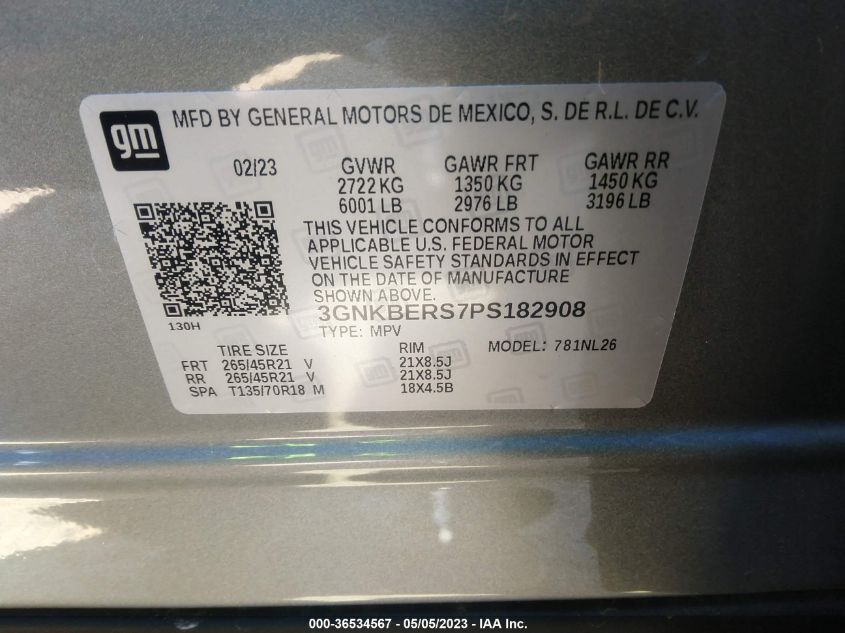 gm
MFD BY GENERAL MOTORS DE MEXICO, S. DE R.L. DE C.V.
02/23 GVWR GAWR FRT GAWR RR
2722 KG 1350 KG 1450 KG
6001 LB 2976 LB 3196 LB
THIS VEHICLE CONFORMS TO ALL
APPLICABLE U.S. FEDERAL MOTOR
VEHICLE SAFETY STANDARDS IN EFFECT
ON THE DATE OF MANUFACTURE
SHOWN ABOVE.
3GNKBERS7PS182908
130H
TYPE: MPV
TIRE SIZE RIM MODEL: 781NL26
FRT 265/45R21 V 21X8.5J
RR 265/45R21 V 21X8.5J
SPA T135/70R18 M 18X4.5B
000-36534567 - 05/05/2023 - IAA Inc.